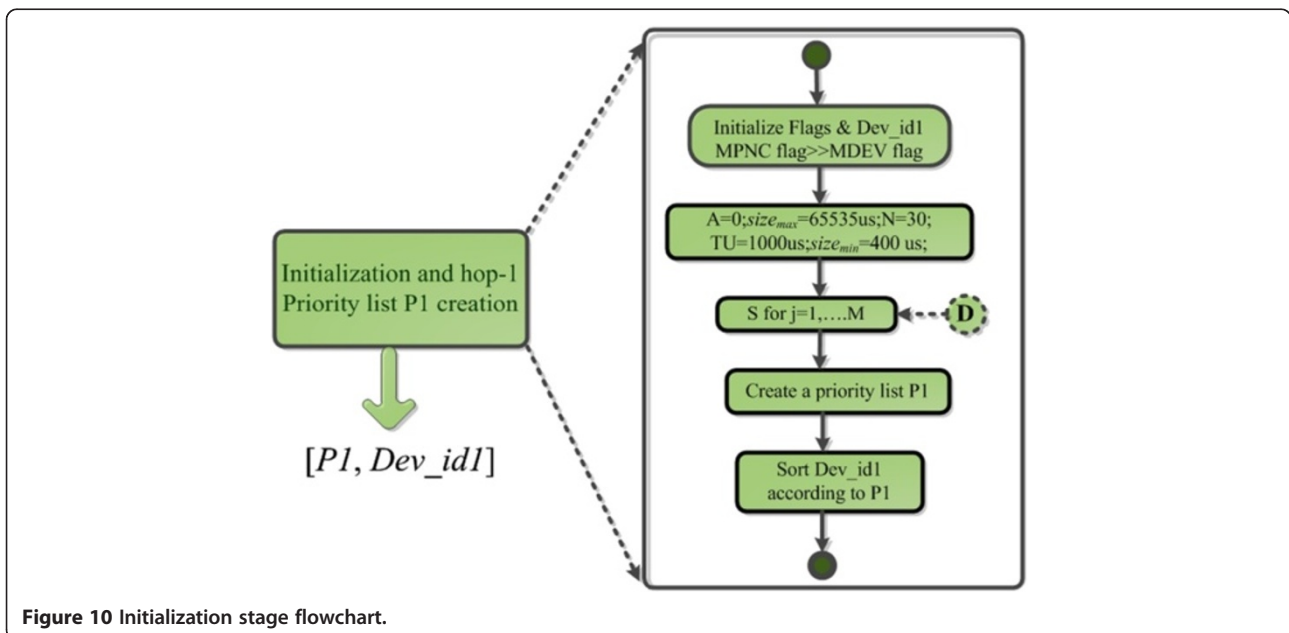 Initialization and hop-1
Priority list P1 creation
[P1, Dev_id1]
Initialize Flags & Dev_id1
MPNC flag>>MDEV flag
A=0;size_max=65535us;N=30;
TU=1000us;size_min=400 us;
S for j=1,....M
D
Create a priority list P1
Sort Dev_id1
according to P1
Figure 10 Initialization stage flowchart.